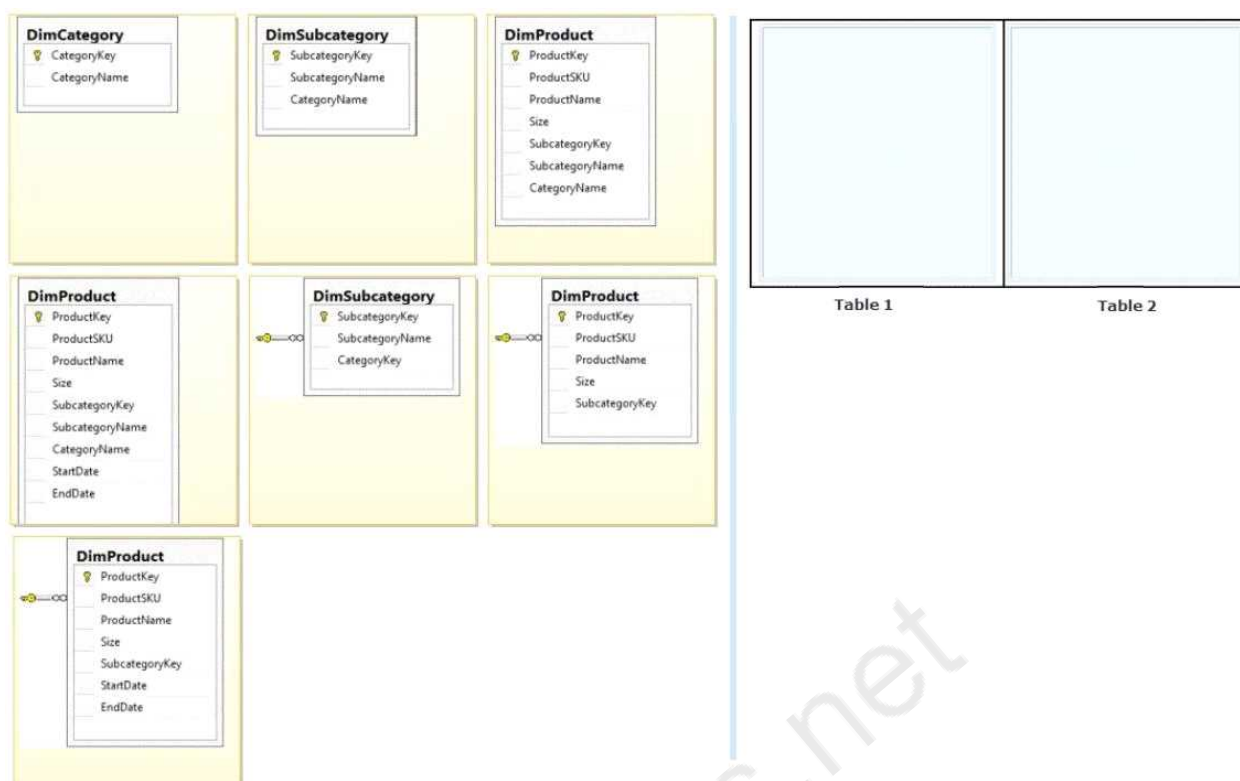 DimCategory
CategoryKey
CategoryName
DimSubcategory
SubcategoryKey
SubcategoryName
CategoryName
DimProduct
ProductKey
ProductSKU
ProductName
Size
SubcategoryKey
SubcategoryName
CategoryName
Table 1
Table 2
DimProduct
ProductKey
ProductSKU
ProductName
Size
SubcategoryKey
SubcategoryName
CategoryName
StartDate
EndDate
DimSubcategory
SubcategoryKey
SubcategoryName
CategoryKey
DimProduct
ProductKey
ProductSKU
ProductName
Size
SubcategoryKey
DimProduct
ProductKey
ProductSKU
ProductName
Size
SubcategoryKey
StartDate
EndDate
.net